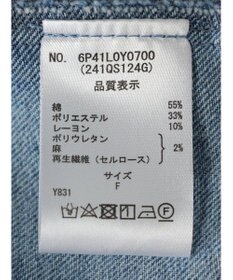 NO. 6P41L0Y0700
(241QS124G)
品質表示
綿 55%
ポリエステル 33%
レーヨン 10%
ポリウレタン
麻 2%
再生繊維(セルロース)
サイズ
F
Y831